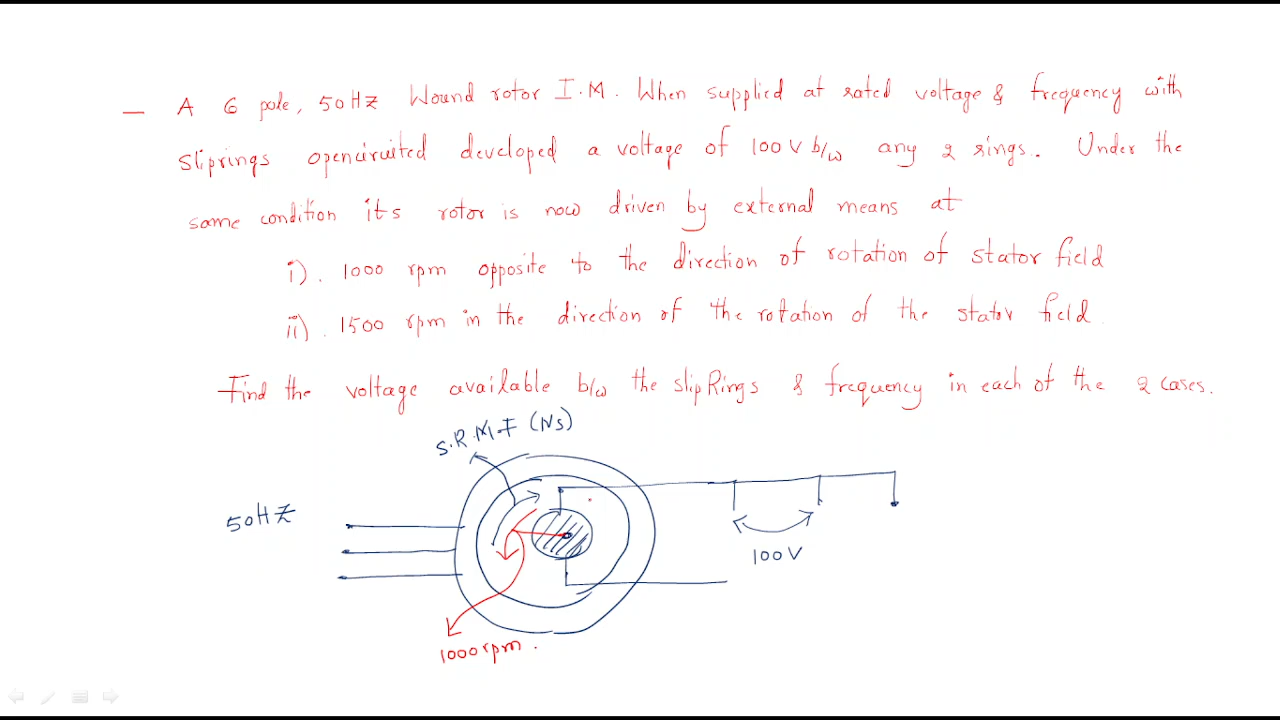 — A 6 pole, 50HZ Wound rotor I.M. When supplied at rated voltage & frequency with
sliprings opencircuited developed a voltage of 100V b/w any 2 rings. Under the
same condition its rotor is now driven by external means at
i). 1000 rpm opposite to the direction of rotation of stator field
ii) 1500 rpm in the direction of the rotation of the stator field.
Find the voltage available b/w the slipRings & frequency in each of the 2 cases.
S.R.M.F (Ns)
50HZ
100V
1000rpm.